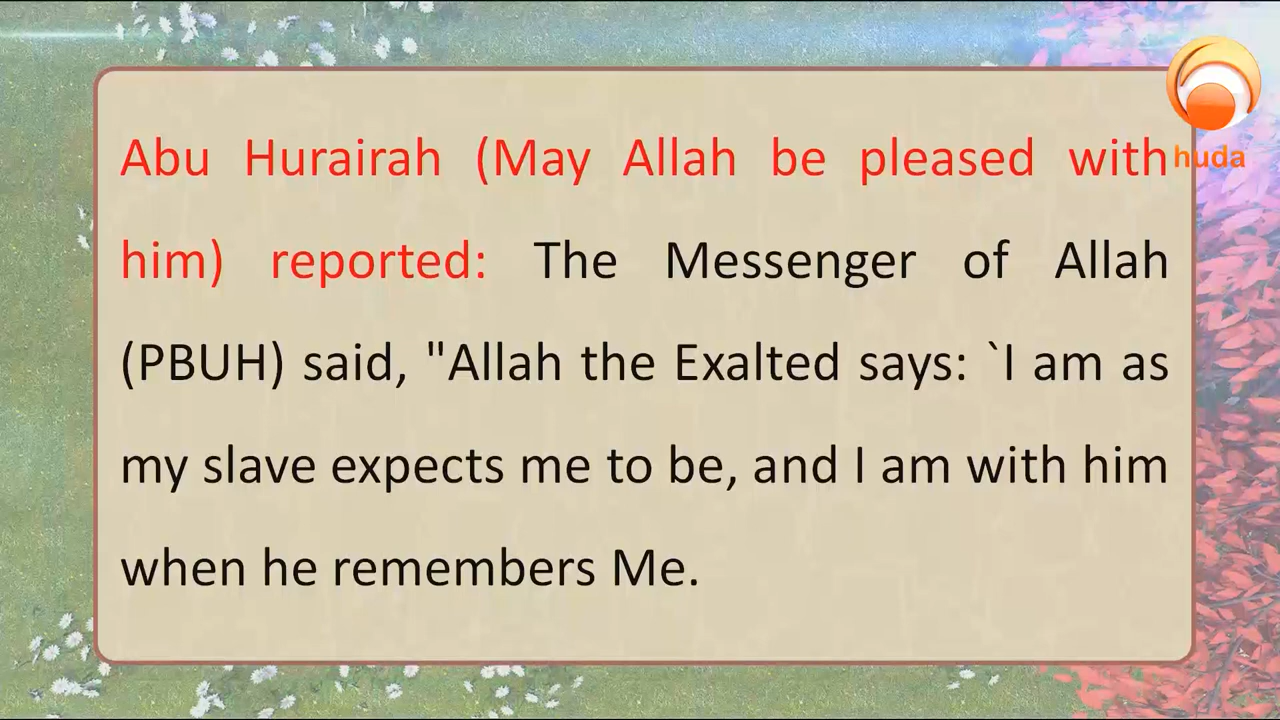 Abu Hurairah (May Allah be pleased with
him) reported: The Messenger of Allah
(PBUH) said, "Allah the Exalted says: `I am as
my slave expects me to be, and I am with him
when he remembers Me.
huda